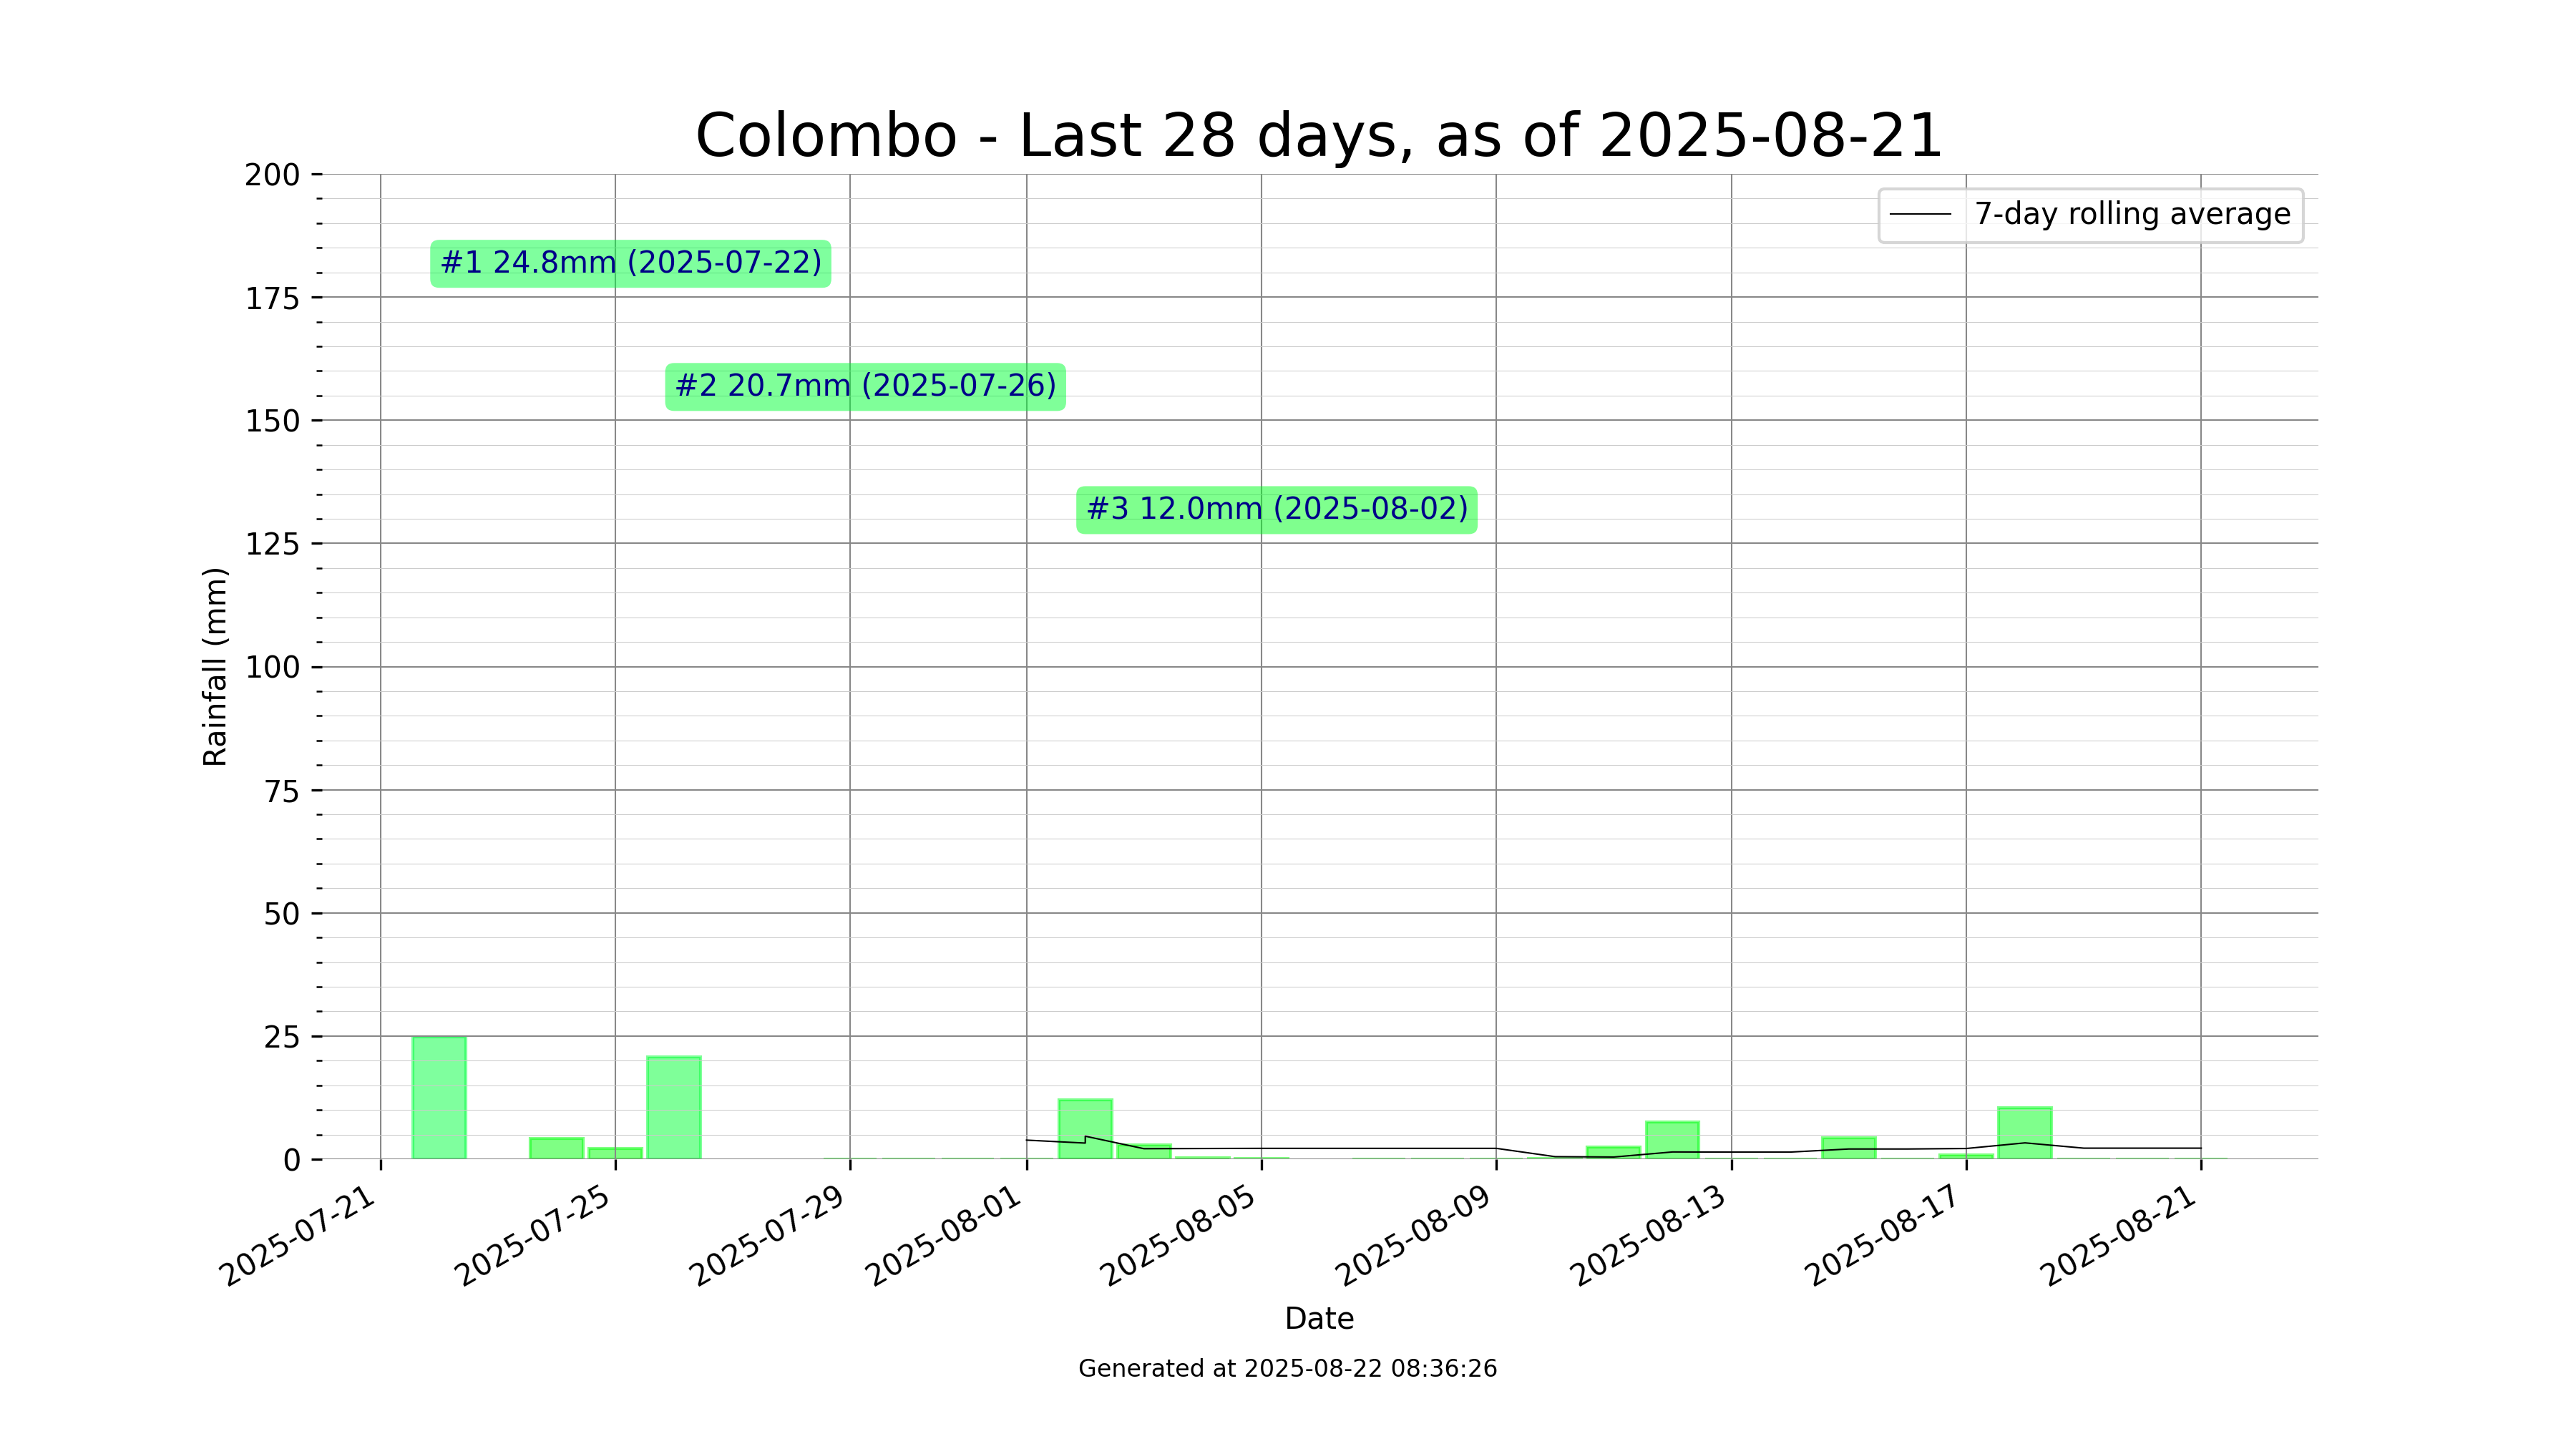 Colombo - Last 28 days, as of 2025-08-21
200
175
150
125
100
75
50
25
0
Rainfall (mm)
7-day rolling average
#1 24.8mm (2025-07-22)
#2 20.7mm (2025-07-26)
#3 12.0mm (2025-08-02)
2025-07-21
2025-07-25
2025-07-29
2025-08-01
2025-08-05
2025-08-09
2025-08-13
2025-08-17
2025-08-21
Date
Generated at 2025-08-22 08:36:26